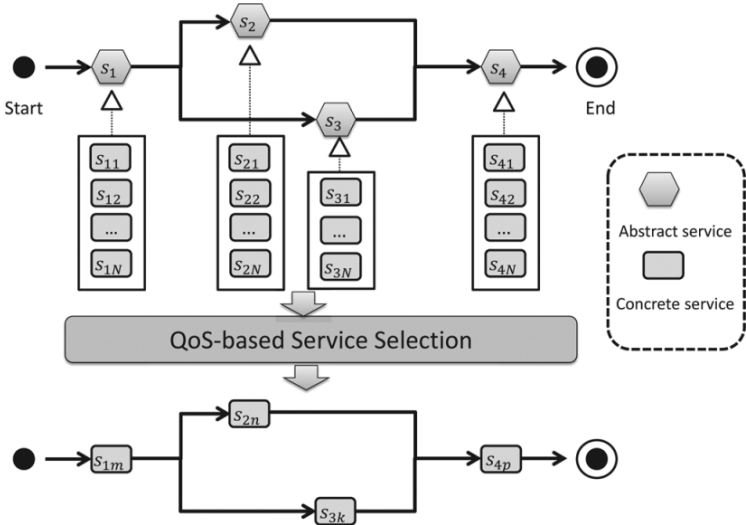 s₂
s₁
s₄
Start
s₃
End
s₁₁
s₂₁
s₄₁
s₁₂
s₂₂
s₃₁
s₄₂
...
...
...
...
s₁N
s₂N
s₃N
s₄N
Abstract service
Concrete service
QoS-based Service Selection
s₂ₙ
s₁ₘ
s₄ₚ
s₃ₖ